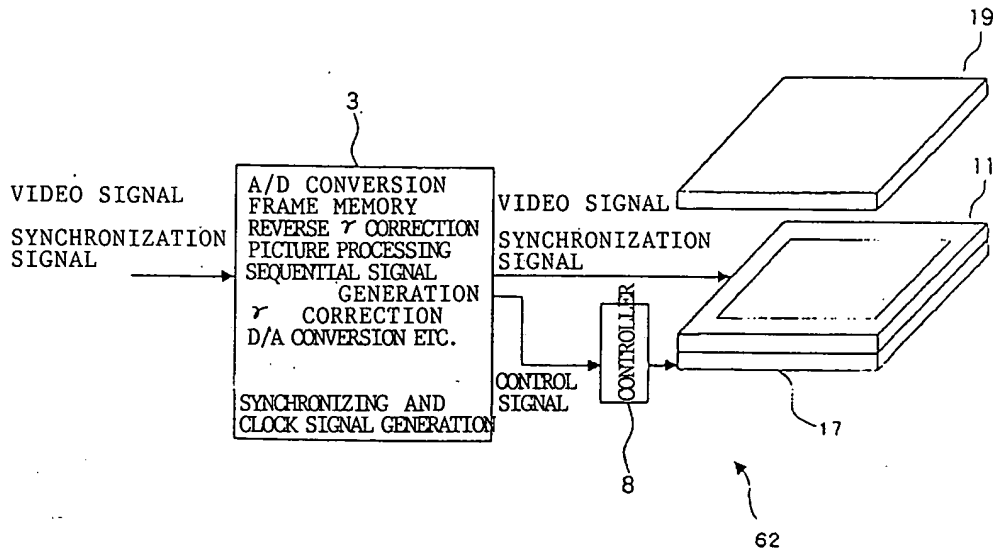 19
3
11
VIDEO SIGNAL
SYNCHRONIZATION
SIGNAL
A/D CONVERSION
FRAME MEMORY
REVERSE γ CORRECTION
PICTURE PROCESSING
SEQUENTIAL SIGNAL
GENERATION
γ CORRECTION
D/A CONVERSION ETC.
SYNCHRONIZING AND
CLOCK SIGNAL GENERATION
VIDEO SIGNAL
SYNCHRONIZATION
SIGNAL
CONTROL
SIGNAL
CONTROLLER
8
17
62